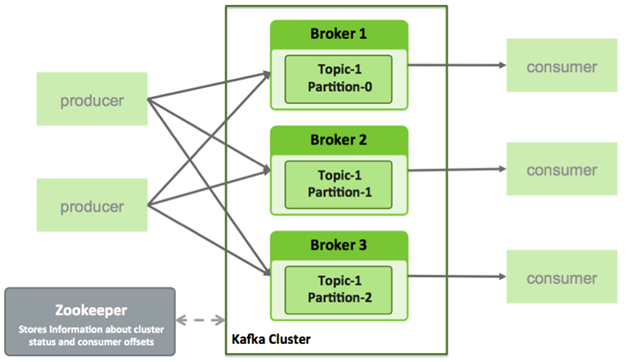 Broker 1
Topic-1
Partition-0
consumer
producer
Broker 2
Topic-1
Partition-1
consumer
producer
Broker 3
Topic-1
Partition-2
consumer
Zookeeper
Stores Information about cluster
status and consumer offsets
Kafka Cluster